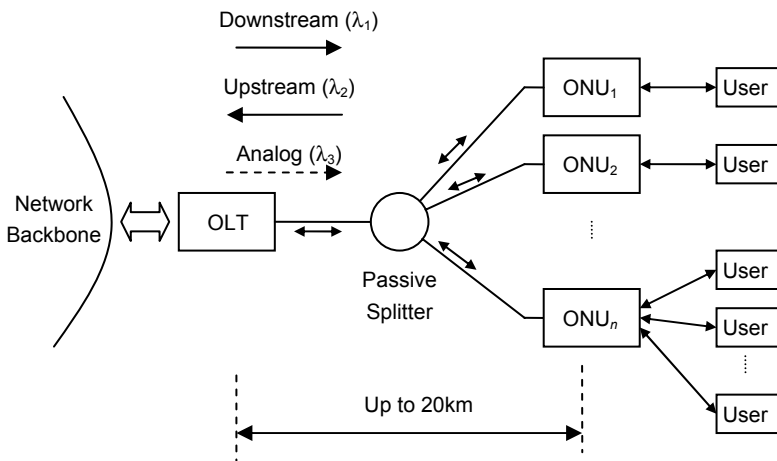 Downstream (λ₁)
Upstream (λ₂)
Analog (λ₃)
Network
Backbone
OLT
Passive
Splitter
ONU₁
User
ONU₂
User
ONUₙ
User
User
User
Up to 20km